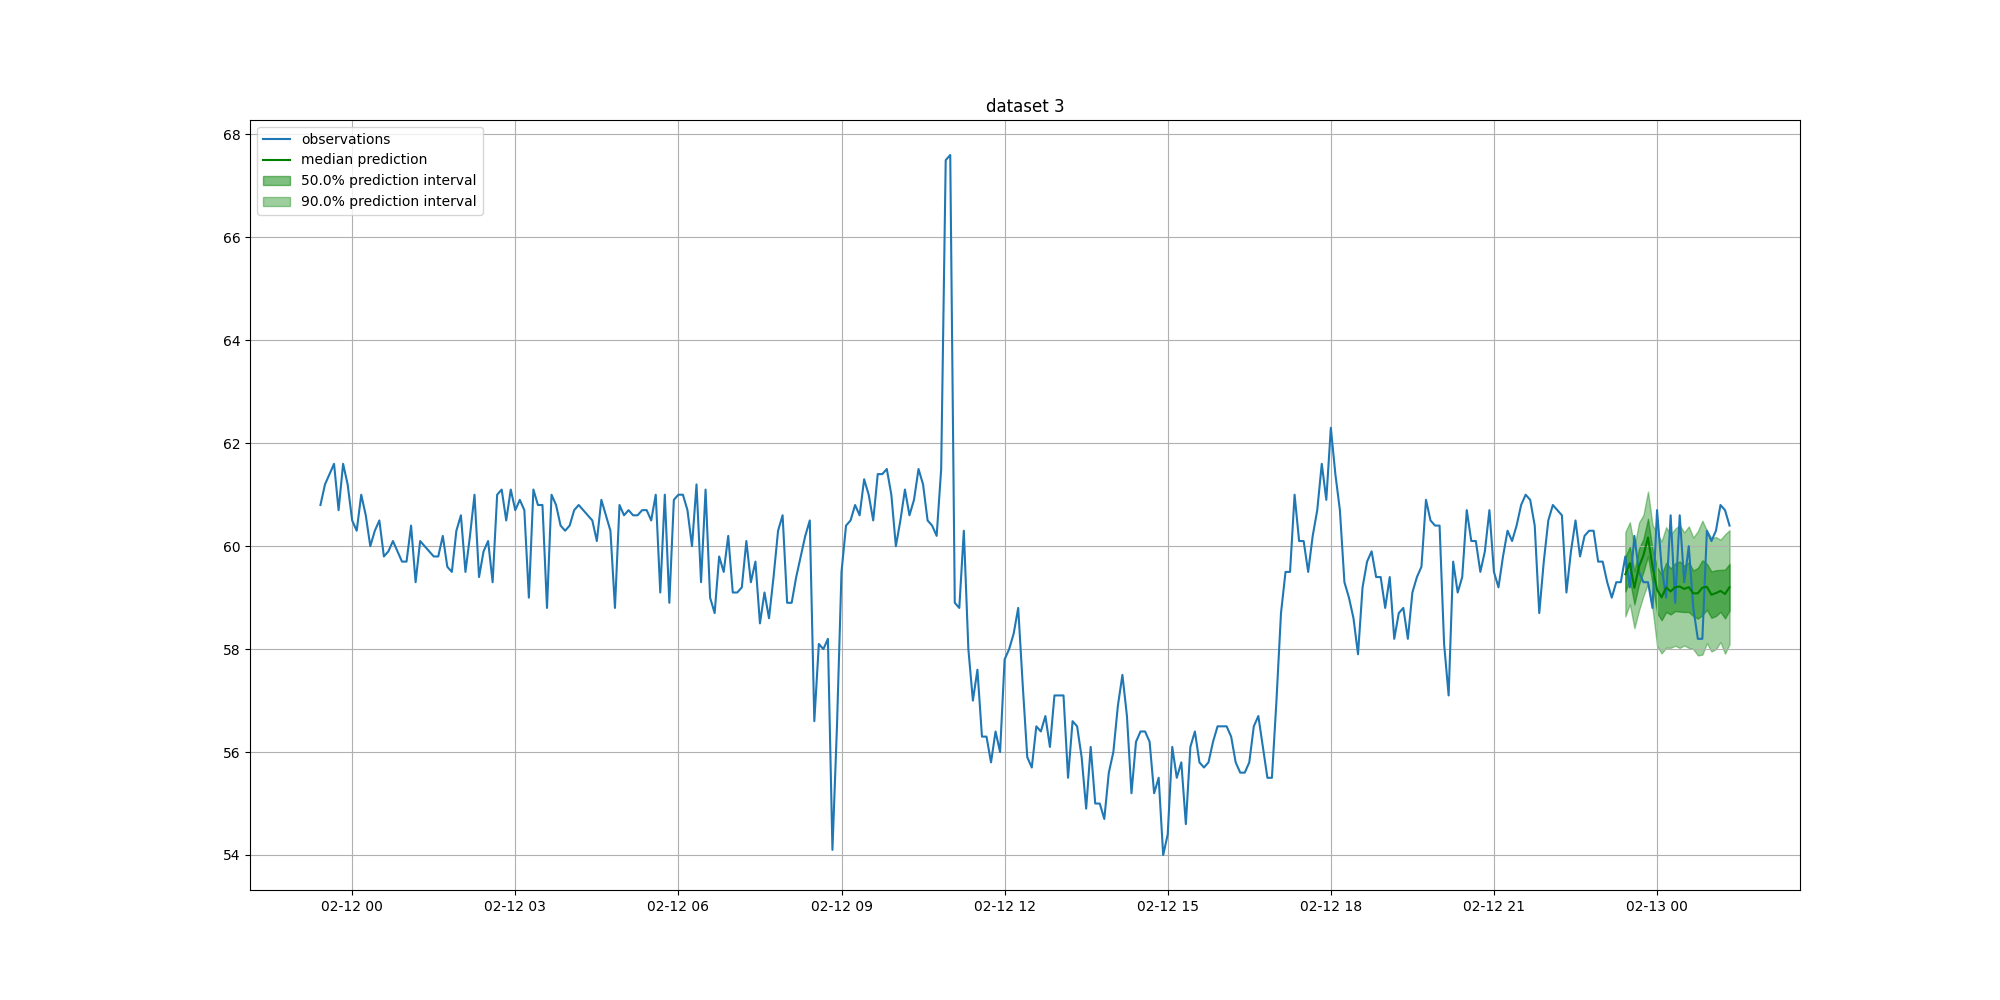 dataset 3
observations
median prediction
50.0% prediction interval
90.0% prediction interval
68
66
64
62
60
58
56
54
02-12 00 02-12 03 02-12 06 02-12 09 02-12 12 02-12 15 02-12 18 02-12 21 02-13 00